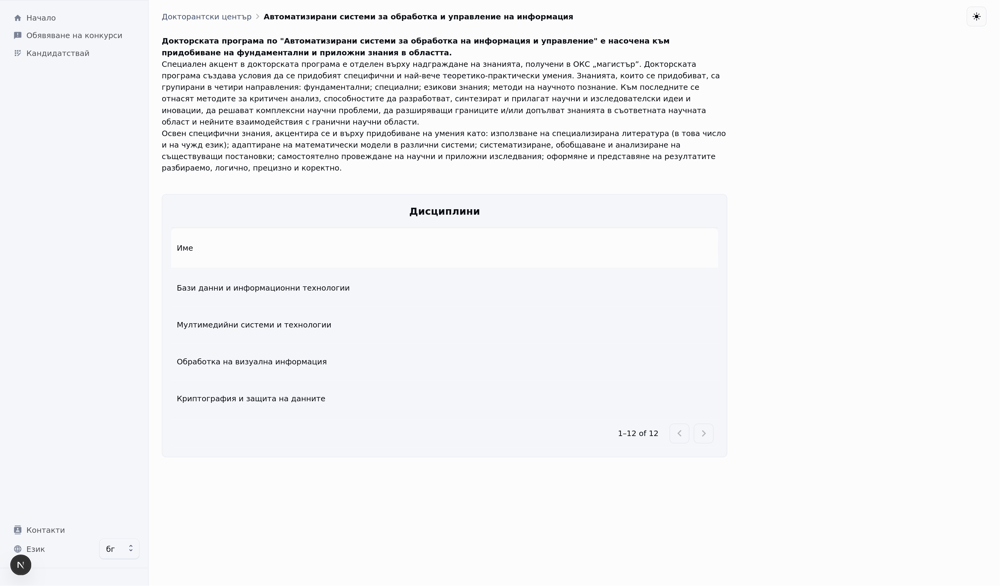 Начало
Обявяване на конкурси
Кандидатствай
Докторантски център
Автоматизирани системи за обработка и управление на информация
Докторската програма по "Автоматизирани системи за обработка на информация и управление" е насочена към
придобиване на фундаментални и приложни знания в областта.
Специален акцент в докторската програма е отделен върху надграждане на знанията, получени в ОКС „магистър”. Докторската
програма създава условия да се придобият специфични и най-вече теоретико-практически умения. Знанията, които се придобиват, са
групирани в четири направления: фундаментални; специални; езикови знания; методи на научното познание. Към последните се
отнасят методите за критичен анализ, способностите да разработват, синтезират и прилагат научни и изследователски идеи и
иновации, да решават комплексни научни проблеми, да разширяващи границите и/или допълват знанията в съответната научната
област и нейните взаимодействия с гранични научни области.
Освен специфични знания, акцентира се и върху придобиване на умения като: използване на специализирана литература (в това число
и на чужд език); адаптиране на математически модели в различни системи; систематизиране, обобщаване и анализиране на
съществуващи постановки; самостоятелно провеждане на научни и приложни изследвания; оформяне и представяне на резултатите
разбираемо, логично, прецизно и коректно.
Дисциплини
Име
Бази данни и информационни технологии
Мултимедийни системи и технологии
Обработка на визуална информация
Криптография и защита на данните
1–12 of 12
Контакти
Език
бг
N